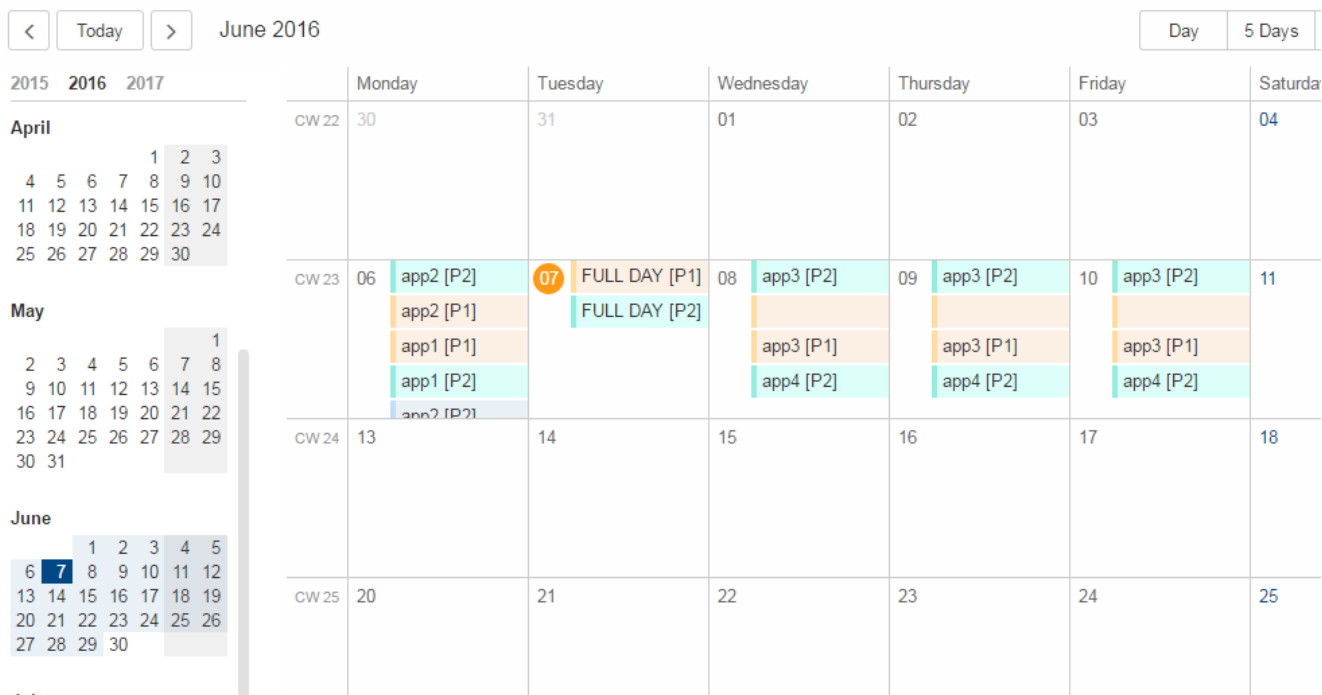 < Today > June 2016 Day 5 Days
2015 2016 2017
April
1 2 3
4 5 6 7 8 9 10
11 12 13 14 15 16 17
18 19 20 21 22 23 24
25 26 27 28 29 30
May
1
2 3 4 5 6 7 8
9 10 11 12 13 14 15
16 17 18 19 20 21 22
23 24 25 26 27 28 29
30 31
June
1 2 3 4 5
6 7 8 9 10 11 12
13 14 15 16 17 18 19
20 21 22 23 24 25 26
27 28 29 30
Monday Tuesday Wednesday Thursday Friday Saturday
CW 22 30 31 01 02 03 04
CW 23 06 app2 [P2] 07 FULL DAY [P1] 08 app3 [P2] 09 app3 [P2] 10 app3 [P2] 11
app2 [P1] FULL DAY [P2]
app1 [P1] app3 [P1] app3 [P1] app3 [P1]
app1 [P2] app4 [P2] app4 [P2] app4 [P2]
app2 [P2]
CW 24 13 14 15 16 17 18
CW 25 20 21 22 23 24 25